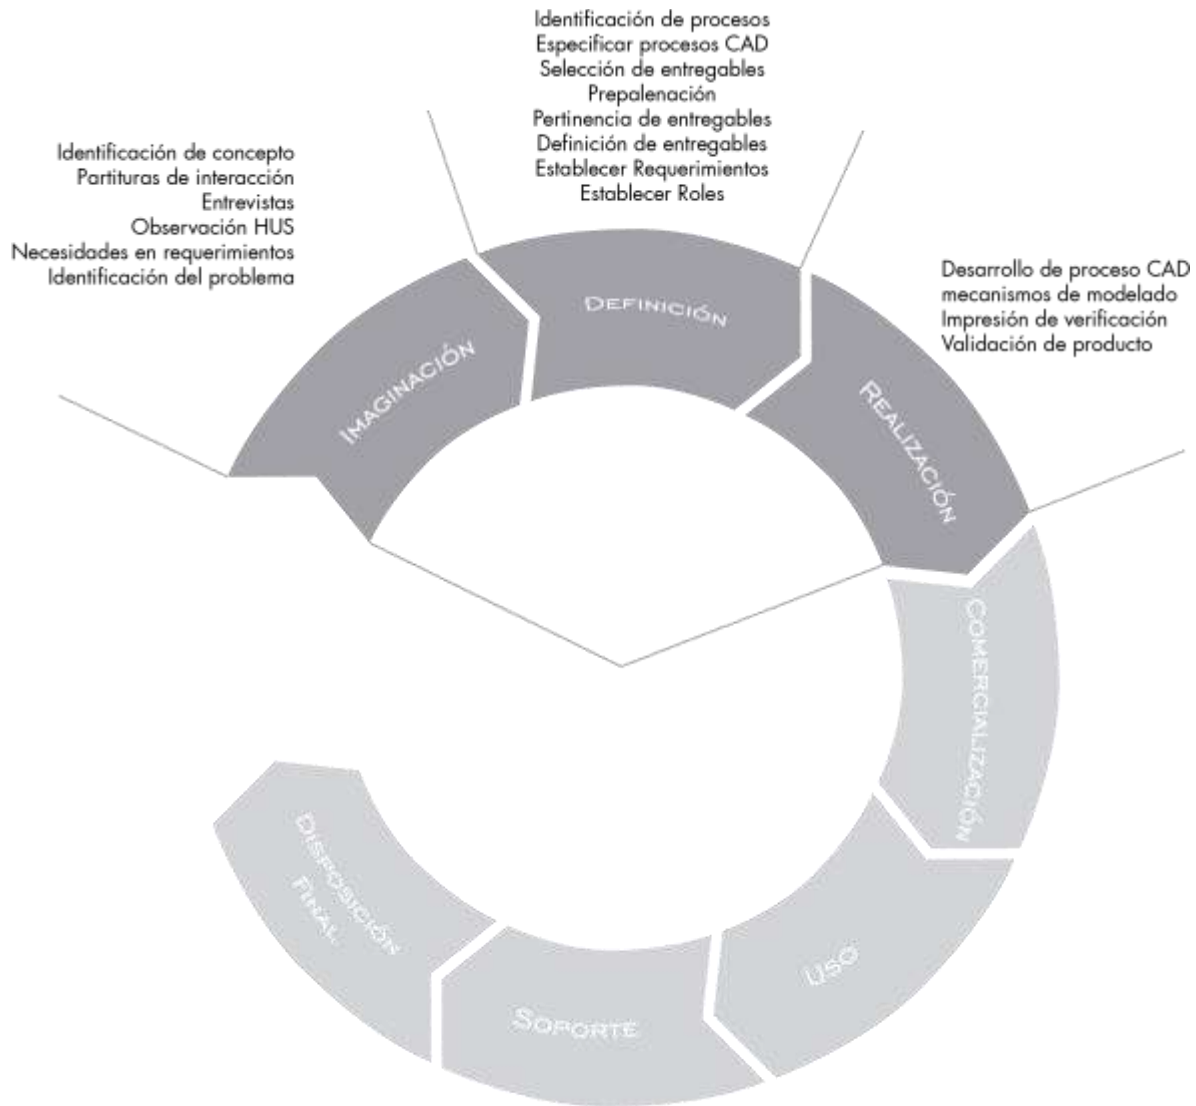 Identificación de procesos
Especificar procesos CAD
Selección de entregables
Prepalenación
Pertinencia de entregables
Definición de entregables
Establecer Requerimientos
Establecer Roles
Identificación de concepto
Partituras de interacción
Entrevistas
Observación HUS
Necesidades en requerimientos
Identificación del problema
Desarrollo de proceso CAD
mecanismos de modelado
Impresión de verificación
Validación de producto
IMAGINACIÓN
DEFINICIÓN
REALIZACIÓN
COMERCIALIZACIÓN
USO
SOPORTE
DISPOSICIÓN
FINAL